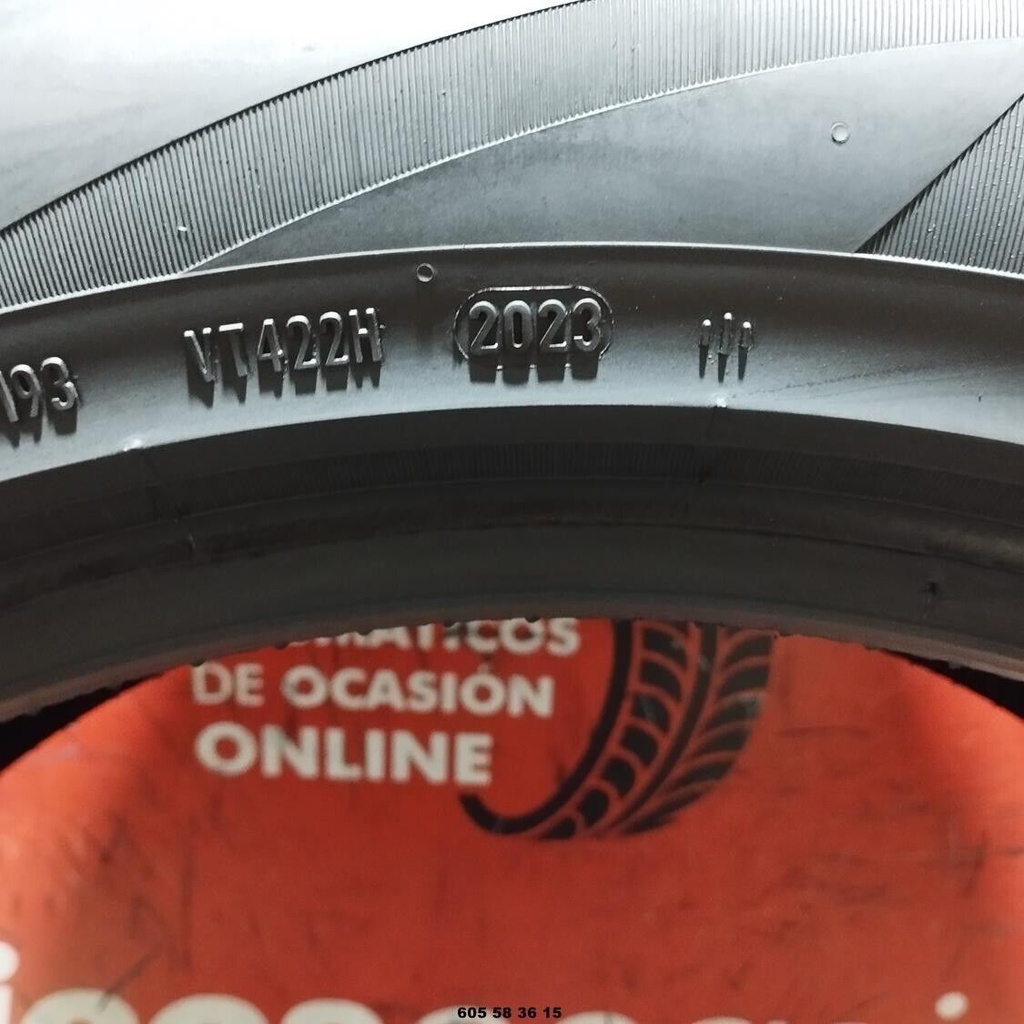 193 VT422H 2023
DE OCASIÓN
ONLINE
605 58 36 15